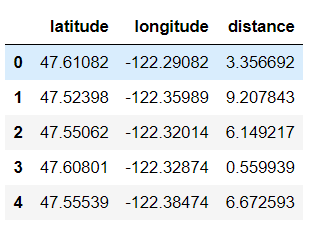 latitude longitude distance
0 47.61082 -122.29082 3.356692
1 47.52398 -122.35989 9.207843
2 47.55062 -122.32014 6.149217
3 47.60801 -122.32874 0.559939
4 47.55539 -122.38474 6.672593